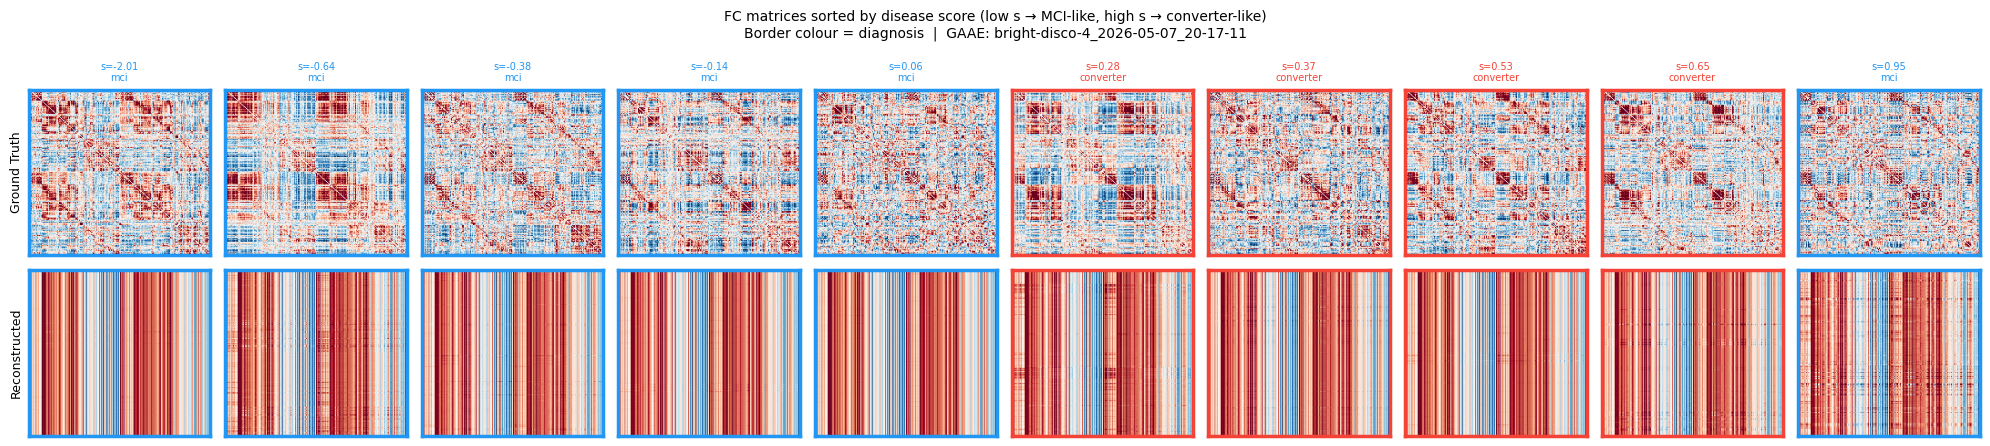 FC matrices sorted by disease score (low s → MCI-like, high s → converter-like)
Border colour = diagnosis | GAAE: bright-disco-4_2026-05-07_20-17-11
s=-2.01
mci
s=-0.64
mci
s=-0.38
mci
s=-0.14
mci
s=0.06
mci
s=0.28
converter
s=0.37
converter
s=0.53
converter
s=0.65
converter
s=0.95
mci
Ground Truth
Reconstructed